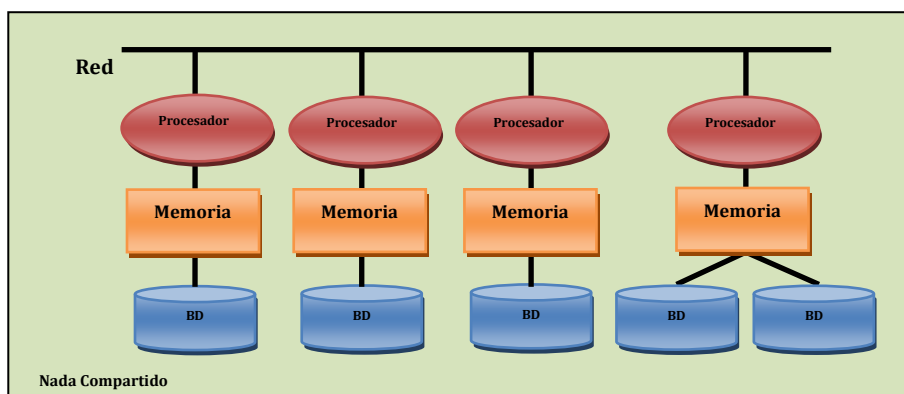 Red
Procesador Procesador Procesador Procesador
Memoria Memoria Memoria Memoria
BD BD BD BD BD
Nada Compartido